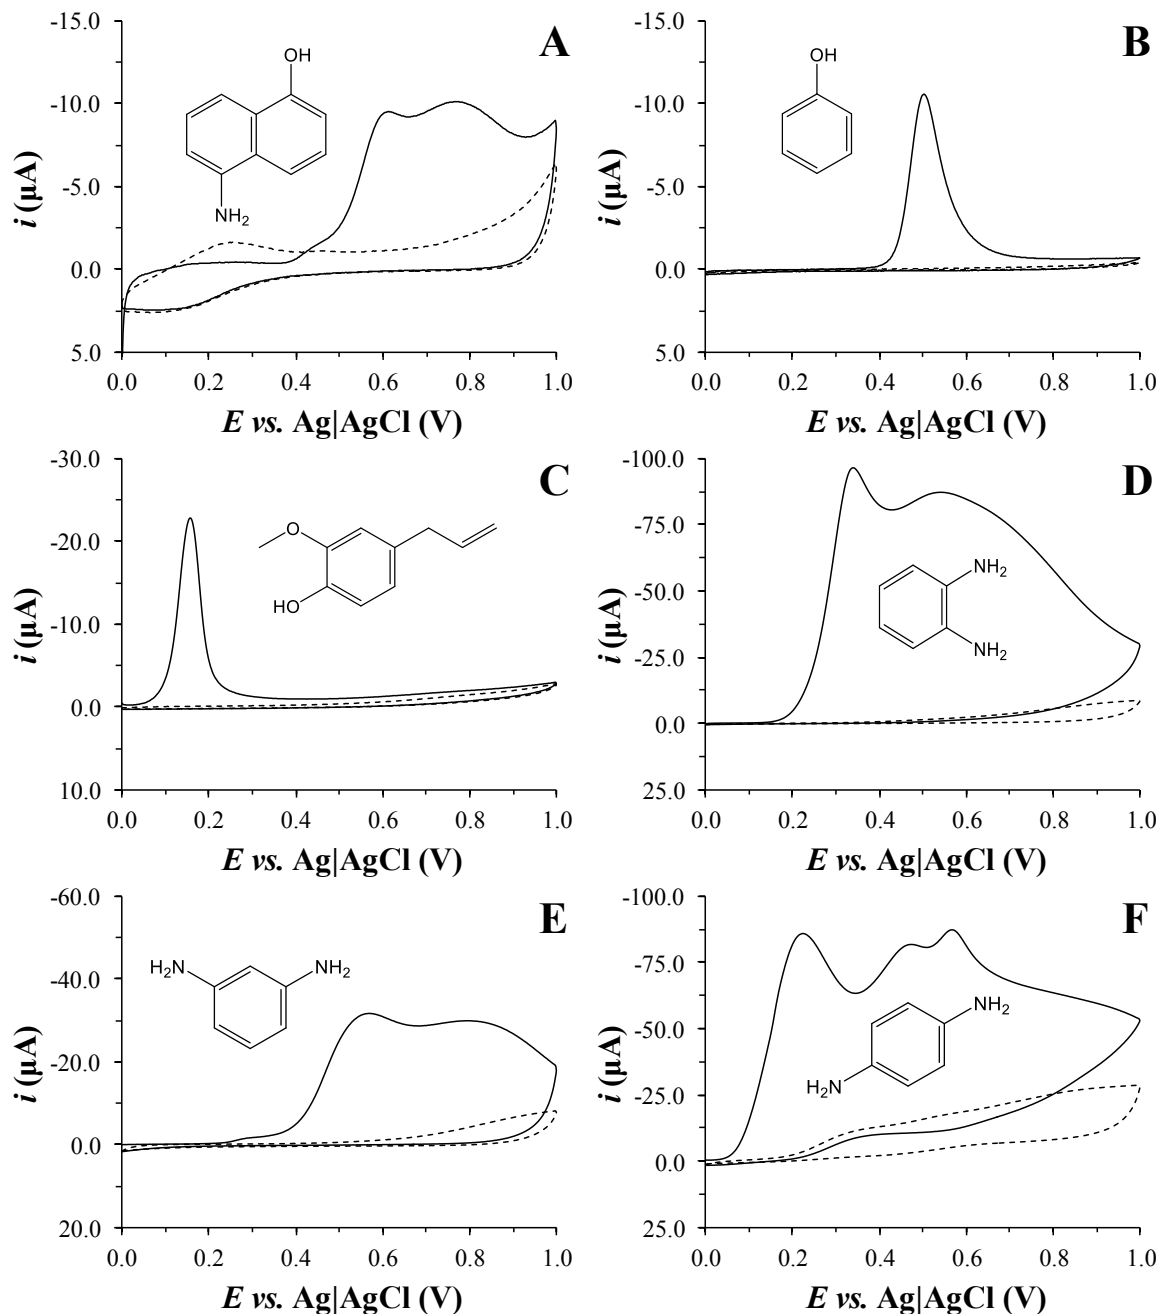 A
-15.0
-10.0
-5.0
0.0
5.0
i (µA)
OH
NH2
0.0 0.2 0.4 0.6 0.8 1.0
E vs. Ag|AgCl (V)
B
-15.0
-10.0
-5.0
0.0
5.0
i (µA)
OH
0.0 0.2 0.4 0.6 0.8 1.0
E vs. Ag|AgCl (V)
C
-30.0
-20.0
-10.0
0.0
10.0
i (µA)
O
HO
0.0 0.2 0.4 0.6 0.8 1.0
E vs. Ag|AgCl (V)
D
-100.0
-75.0
-50.0
-25.0
0.0
25.0
i (µA)
NH2
NH2
0.0 0.2 0.4 0.6 0.8 1.0
E vs. Ag|AgCl (V)
E
-60.0
-40.0
-20.0
0.0
20.0
i (µA)
H2N NH2
0.0 0.2 0.4 0.6 0.8 1.0
E vs. Ag|AgCl (V)
F
-100.0
-75.0
-50.0
-25.0
0.0
25.0
i (µA)
NH2
H2N
0.0 0.2 0.4 0.6 0.8 1.0
E vs. Ag|AgCl (V)